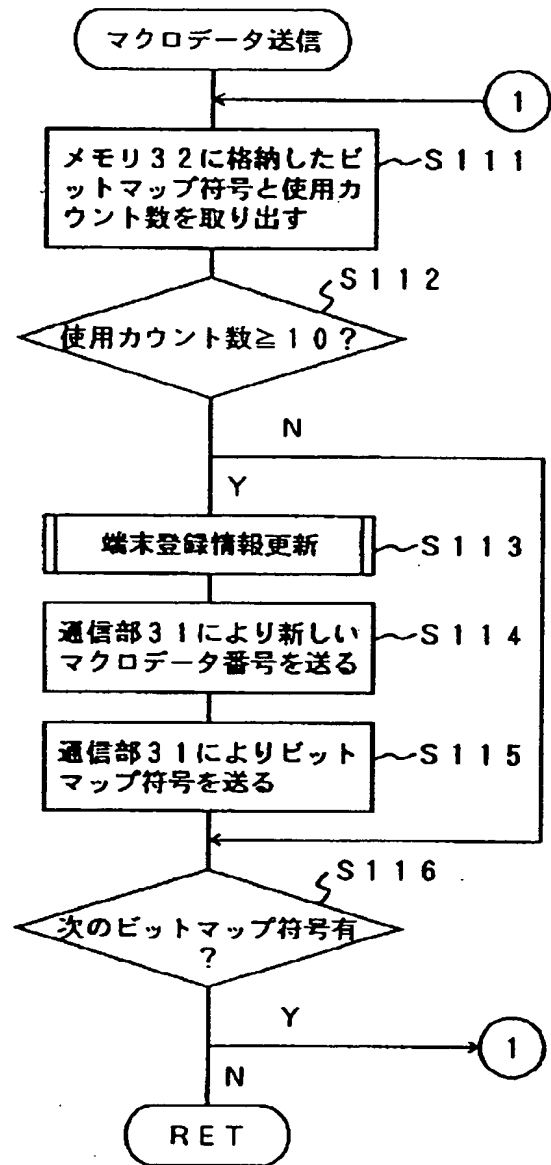 マクロデータ送信
1
メモリ32に格納したビ
ットマップ符号と使用カ
ウント数を取り出す
S111
S112
使用カウント数≧10?
N
Y
端末登録情報更新
S113
通信部31により新しい
マクロデータ番号を送る
S114
通信部31によりビット
マップ符号を送る
S115
S116
次のビットマップ符号有
?
Y
1
N
RET